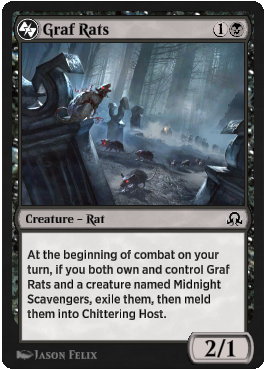 Graf Rats 1
Creature – Rat
At the beginning of combat on your
turn, if you both own and control Graf
Rats and a creature named Midnight
Scavengers, exile them, then meld
them into Chittering Host.
2/1
Jason Felix